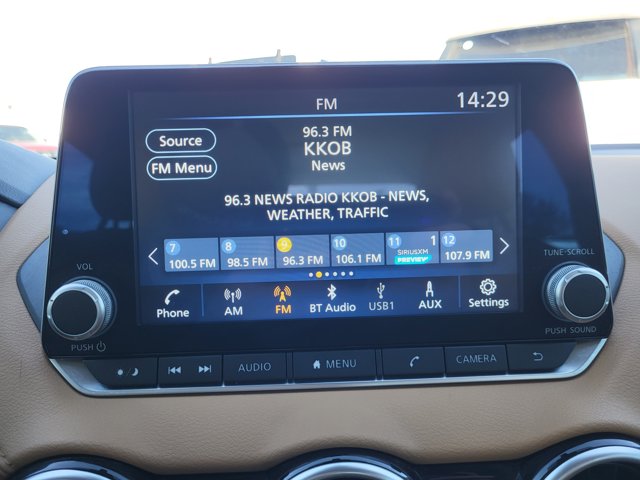 FM
14:29
Source
96.3 FM
KKOB
FM Menu
News
96.3 NEWS RADIO KKOB - NEWS,
WEATHER, TRAFFIC
7 8 9 10 11 1 12
100.5 FM 98.5 FM 96.3 FM 106.1 FM SIRIUSXM PREVIEW 107.9 FM
Phone AM FM BT Audio USB1 AUX Settings
VOL
PUSH
TUNE·SCROLL
PUSH SOUND
AUDIO MENU CAMERA